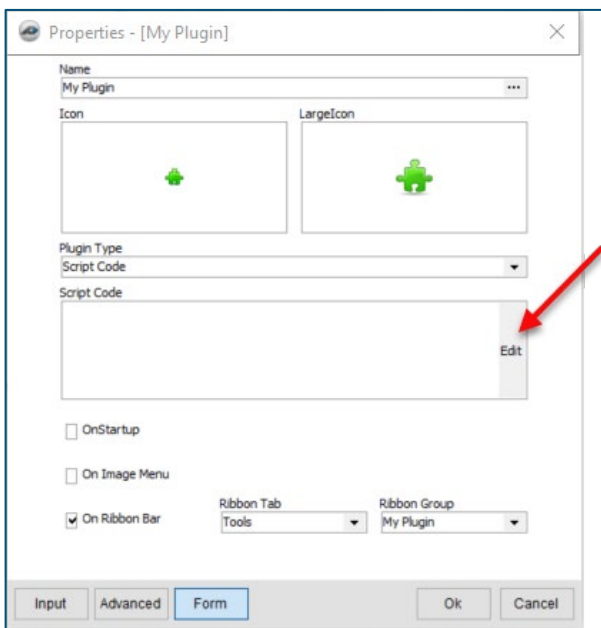 Properties - [My Plugin]
Name
My Plugin
Icon LargeIcon
Plugin Type
Script Code
Script Code
Edit
OnStartup
On Image Menu
Ribbon Tab Ribbon Group
On Ribbon Bar Tools My Plugin
Input Advanced Form Ok Cancel